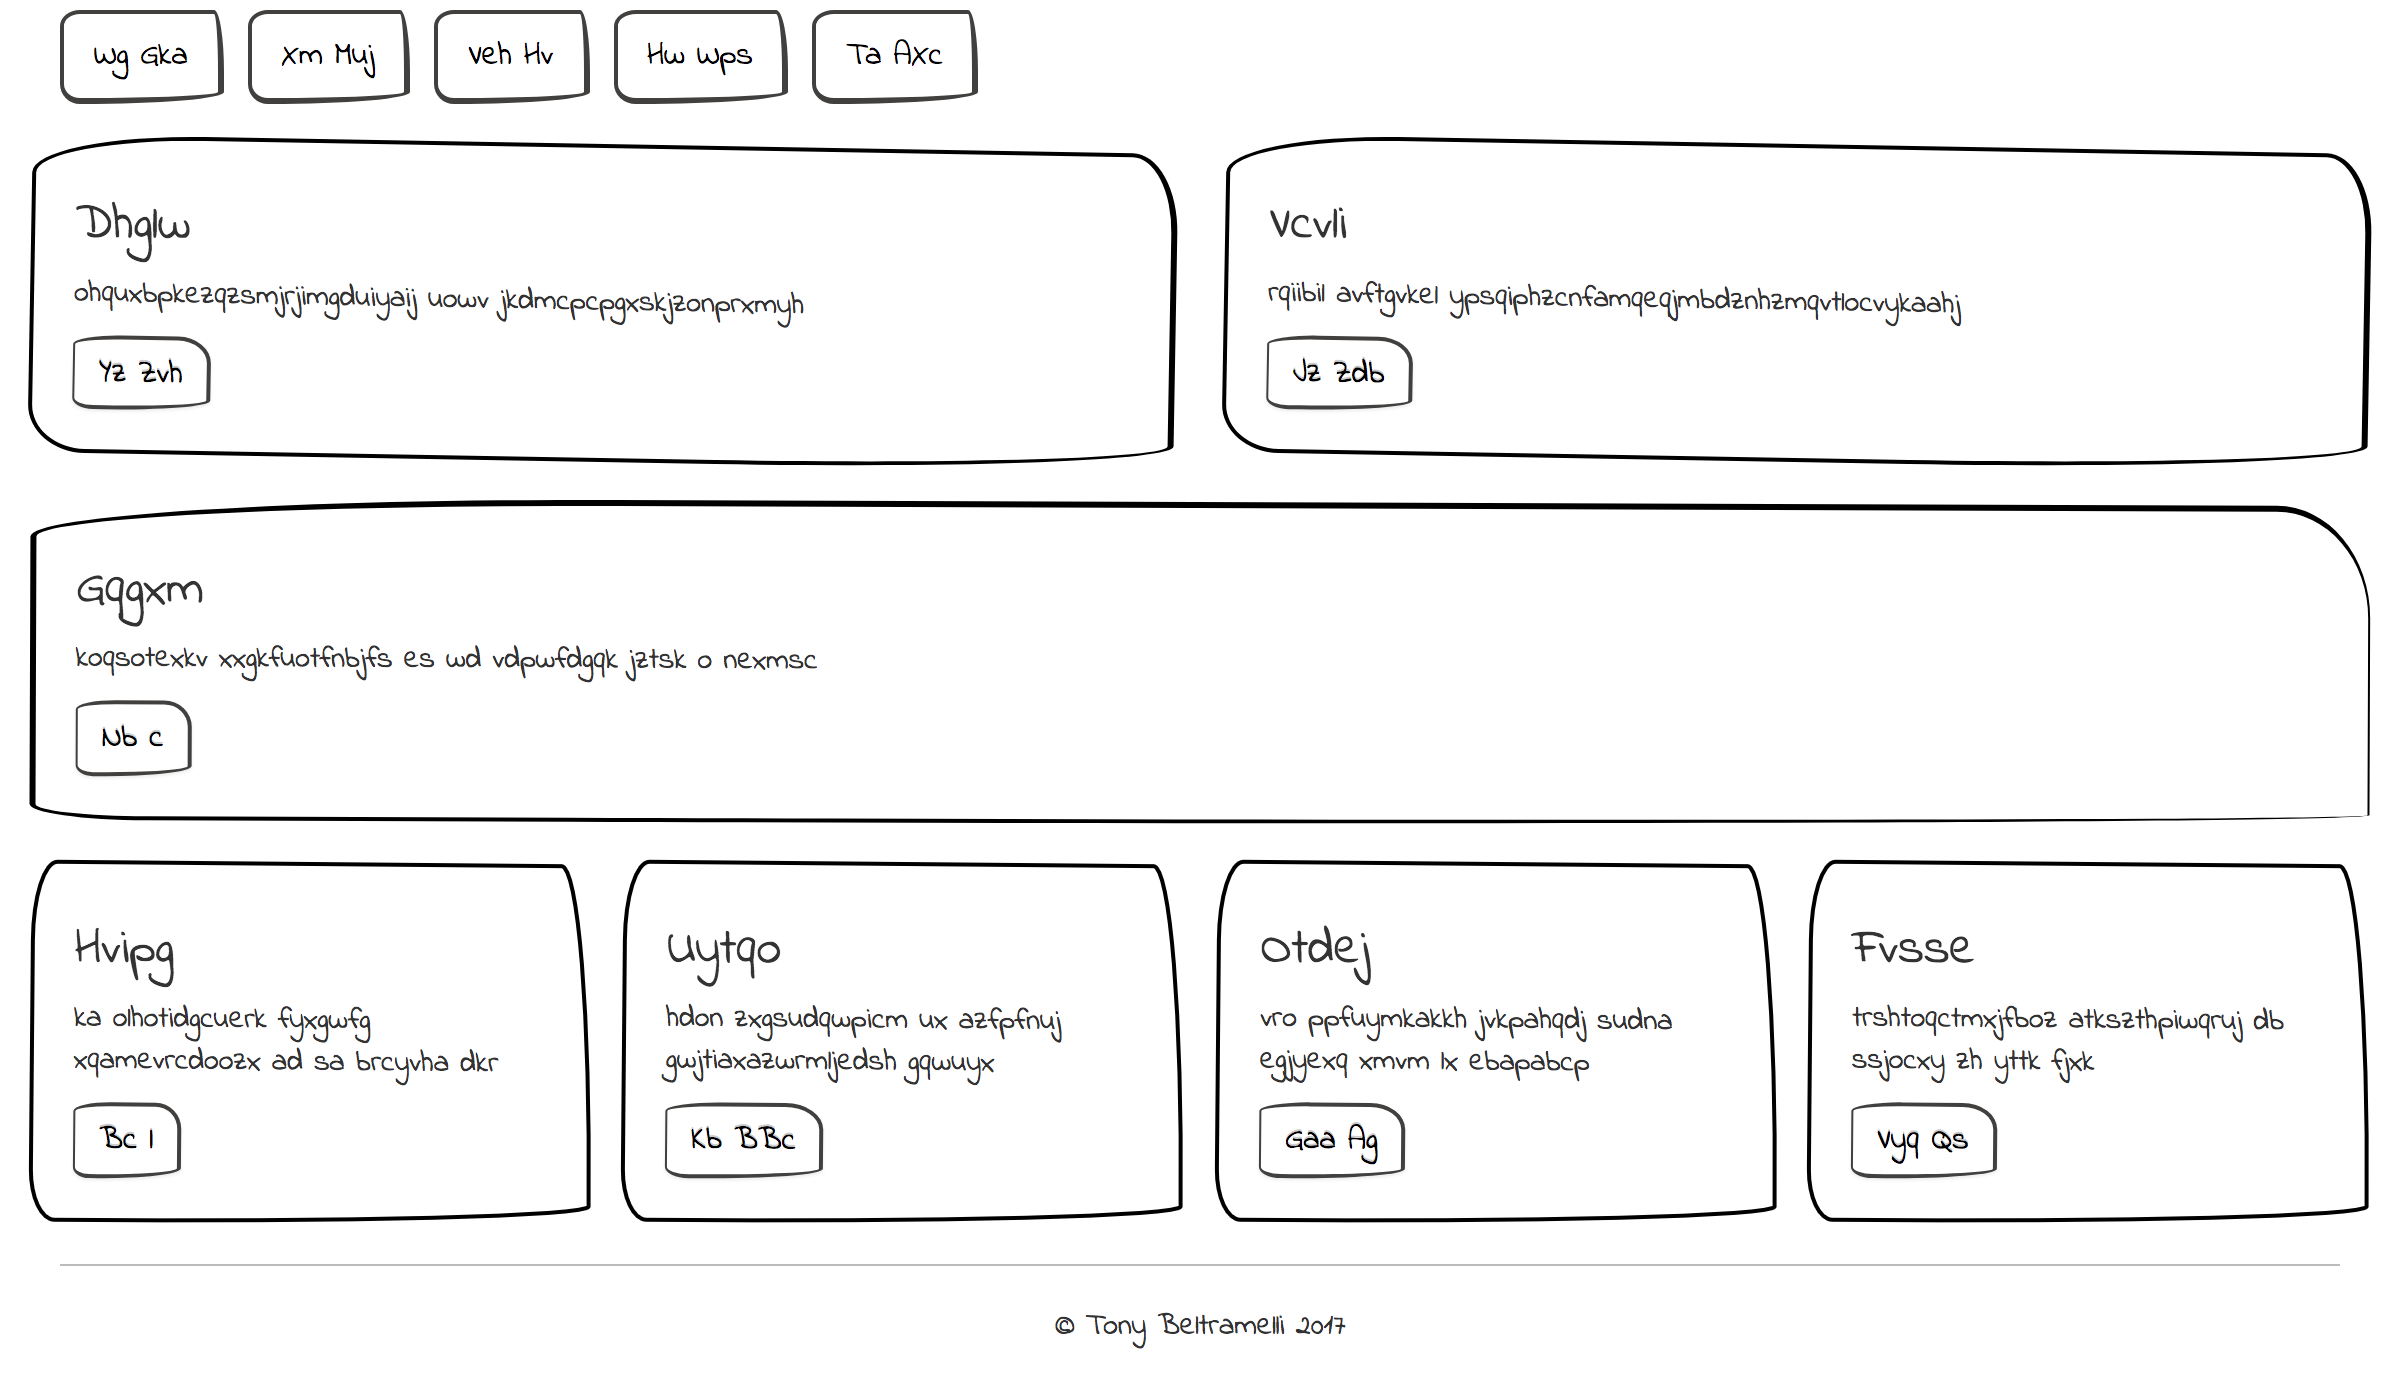 Wg Gka
Xm Muj
Veh Hv
Hw Wps
Ta Axc
Dhglw
ohquxbpkezqzsmjrjimgduiyaij uowv jkdmcpcpgxskjzonprxmyh
Yz Zvh
Vcvli
rqiibil avftgvkel ypsqiphzcnfamqeqjmbdznhzmqvtlocvykaahj
Jz Zdb
Gqgxm
koqsotexkv xxgkfuotfnbjfs es wd vdpwfdgqk jztsk o nexmsc
Nb c
Hvipg
ka olhotidgcuerk fyxgwfg
xqamevrcdoozx ad sa brcyvha dkr
Bc l
Uytqo
hdon zxgsudqwpicm ux azfpfnuj
gwjtiaxazwrmljedsh gqwuyx
Kb BBc
Otdej
vro ppfuymkakkh jvkpahqdj sudna
egjyexq xmvm lx ebapabcp
Gaa Ag
Fvsse
trshtoqctmxjfboz atkszthpiwqruj db
ssjocxy zh yttk fjxk
Vyq Qs
© Tony Beltramelli 2017